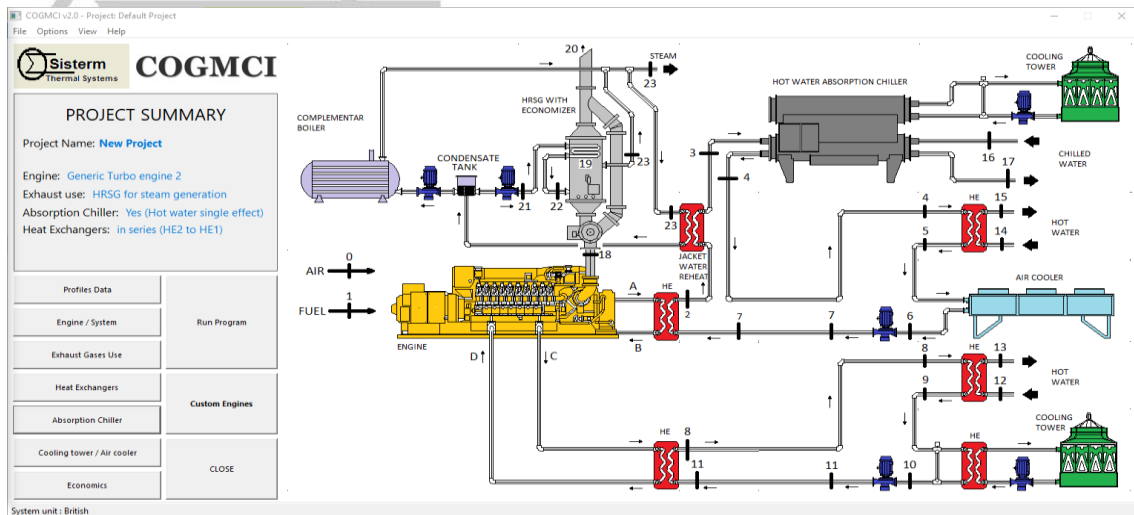 COGMCI v2.0 - Project: Default Project
File Options View Help
Sisterm
Thermal Systems
COGMCI
PROJECT SUMMARY
Project Name: New Project
Engine: Generic Turbo engine 2
Exhaust use: HRSG for steam generation
Absorption Chiller: Yes (Hot water single effect)
Heat Exchangers: in series (HE2 to HE1)
Profiles Data
Engine / System
Exhaust Gases Use
Heat Exchangers
Absorption Chiller
Cooling tower / Air cooler
Economics
Run Program
Custom Engines
CLOSE
20
STEAM
23
HRSG WITH
ECONOMIZER
COMPLEMENTAR
BOILER
CONDENSATE
TANK
19
23
21
22
18
23
JACKET
WATER
REHEAT
HOT WATER ABSORPTION CHILLER
COOLING
TOWER
3
4
16
CHILLED
WATER
17
4
HE
15
HOT
WATER
5
14
AIR
0
FUEL
1
ENGINE
A
HE
2
B
7
7
6
AIR COOLER
D
C
8
HE
13
HOT
WATER
9
12
COOLING
TOWER
HE
8
HE
11
11
10
System unit : British